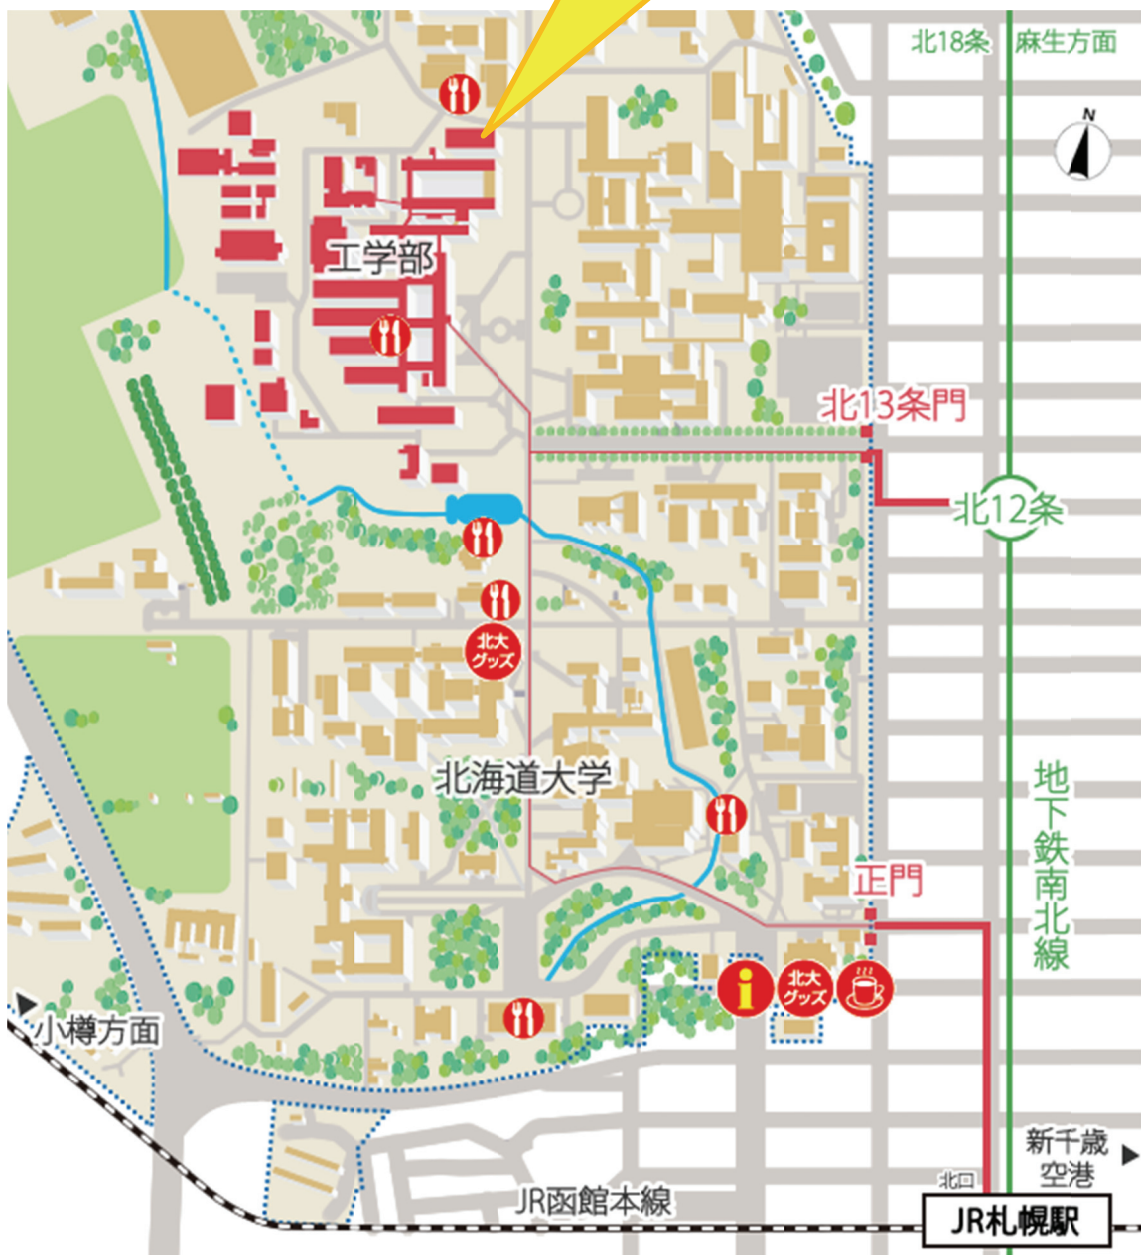 北18条 麻生方面
N
工学部
北13条門
北12条
北大
グッズ
北海道大学
地下鉄南北線
正門
i
北大
グッズ
小樽方面
新千歳
空港
北口
JR函館本線
JR札幌駅